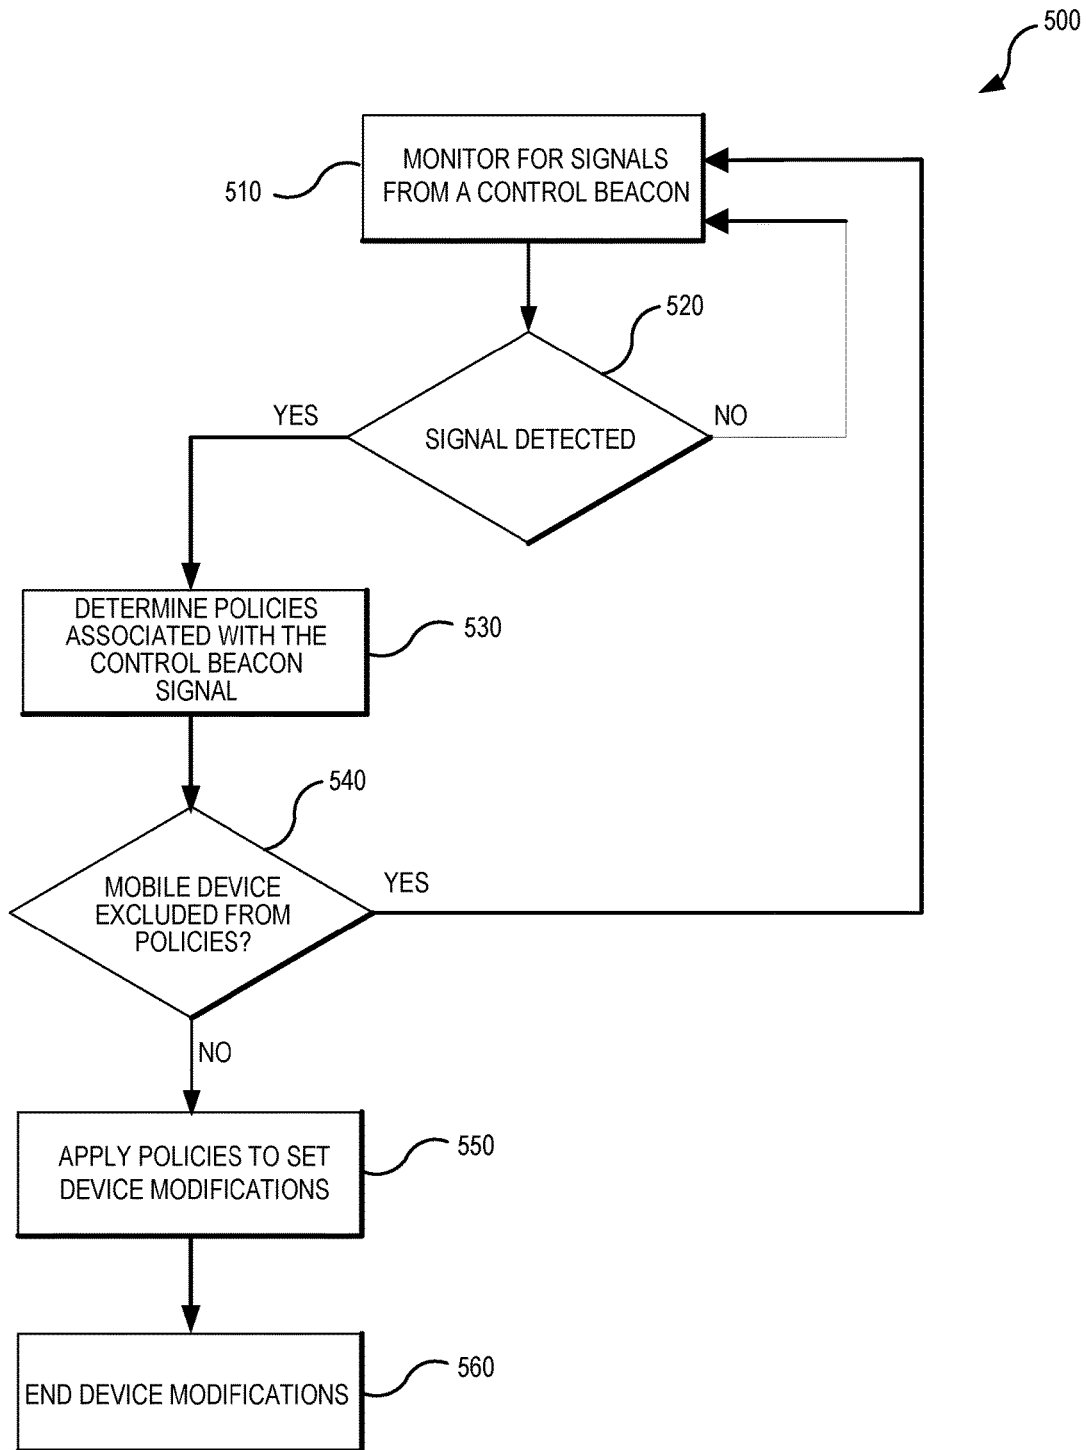 500
MONITOR FOR SIGNALS
FROM A CONTROL BEACON
510
520
YES
NO
SIGNAL DETECTED
DETERMINE POLICIES
ASSOCIATED WITH THE
CONTROL BEACON
SIGNAL
530
540
MOBILE DEVICE
EXCLUDED FROM
POLICIES?
YES
NO
APPLY POLICIES TO SET
DEVICE MODIFICATIONS
550
END DEVICE MODIFICATIONS
560